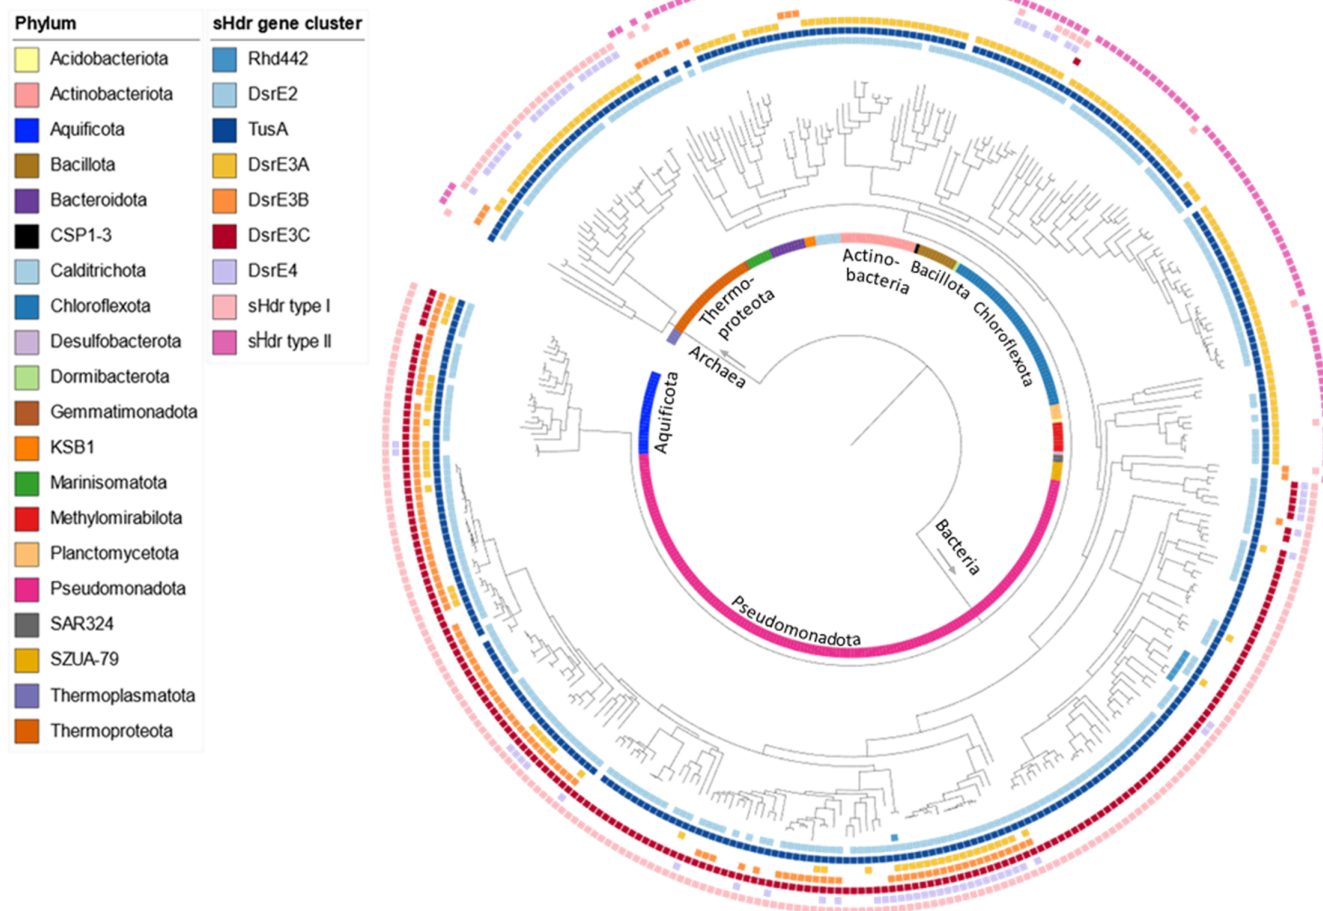 Phylum
Acidobacteriota
Actinobacteriota
Aquificota
Bacillota
Bacteroidota
CSP1-3
Calditrichota
Chloroflexota
Desulfobacterota
Dormibacterota
Gemmatimonadota
KSB1
Marinisomatota
Methylomirabilota
Planctomycetota
Pseudomonadota
SAR324
SZUA-79
Thermoplasmatota
Thermoproteota
sHdr gene cluster
Rhd442
DsrE2
TusA
DsrE3A
DsrE3B
DsrE3C
DsrE4
sHdr type I
sHdr type II
Thermo-
proteota
Actino-
bacteria
Bacillota
Chloroflexota
Archaea
Aquificota
Bacteria
Pseudomonadota